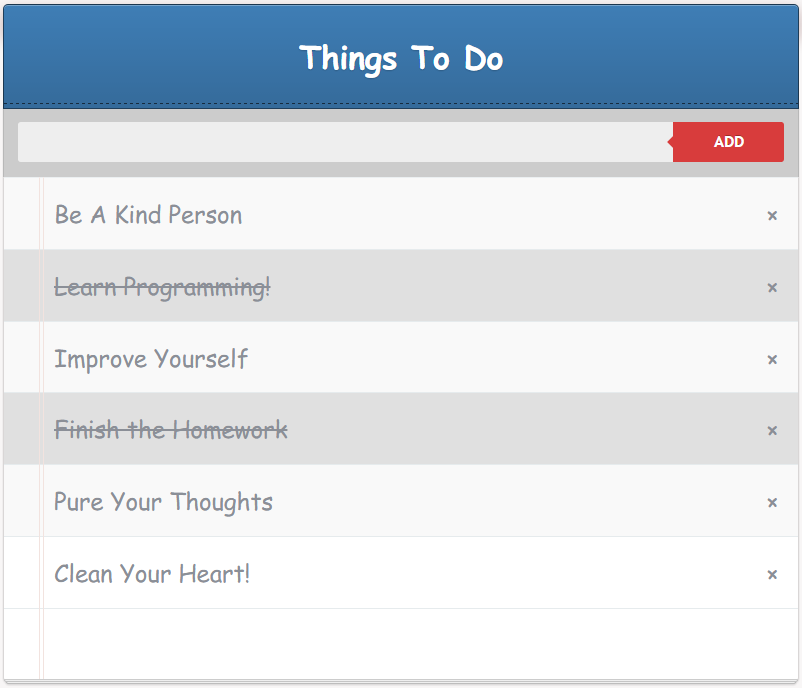 Things To Do
ADD
Be A Kind Person
×
Learn Programming!
×
Improve Yourself
×
Finish the Homework
×
Pure Your Thoughts
×
Clean Your Heart!
×